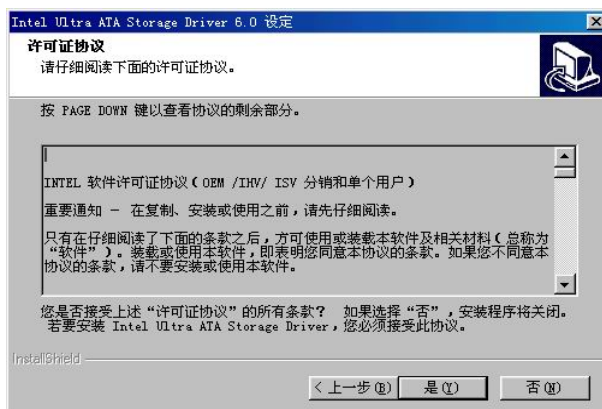 Intel Ultra ATA Storage Driver 6.0 设定
许可证协议
请仔细阅读下面的许可证协议。
按 PAGE DOWN 键以查看协议的剩余部分。
INTEL 软件许可证协议(OEM /IHV/ ISV 分销和单个用户)
重要通知 - 在复制、安装或使用之前,请先仔细阅读。
只有在仔细阅读了下面的条款之后,方可使用或装载本软件及相关材料(总称为
“软件”)。装载或使用本软件,即表明您同意本协议的条款。如果您不同意本
协议的条款,请不要安装或使用本软件。
您是否接受上述“许可证协议”的所有条款? 如果选择“否”,安装程序将关闭。
若要安装 Intel Ultra ATA Storage Driver,您必须接受此协议。
InstallShield
< 上一步(B) 是(Y) 否(N)